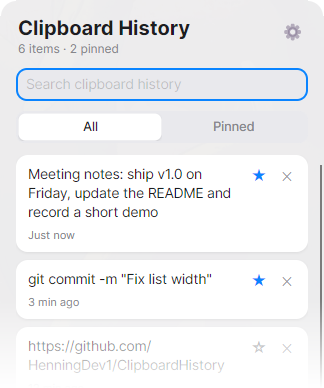 Clipboard History
6 items · 2 pinned
Search clipboard history
All
Pinned
Meeting notes: ship v1.0 on
Friday, update the README and
record a short demo
Just now
git commit -m "Fix list width"
3 min ago
https://github.com/
HenningDev1/ClipboardHistory